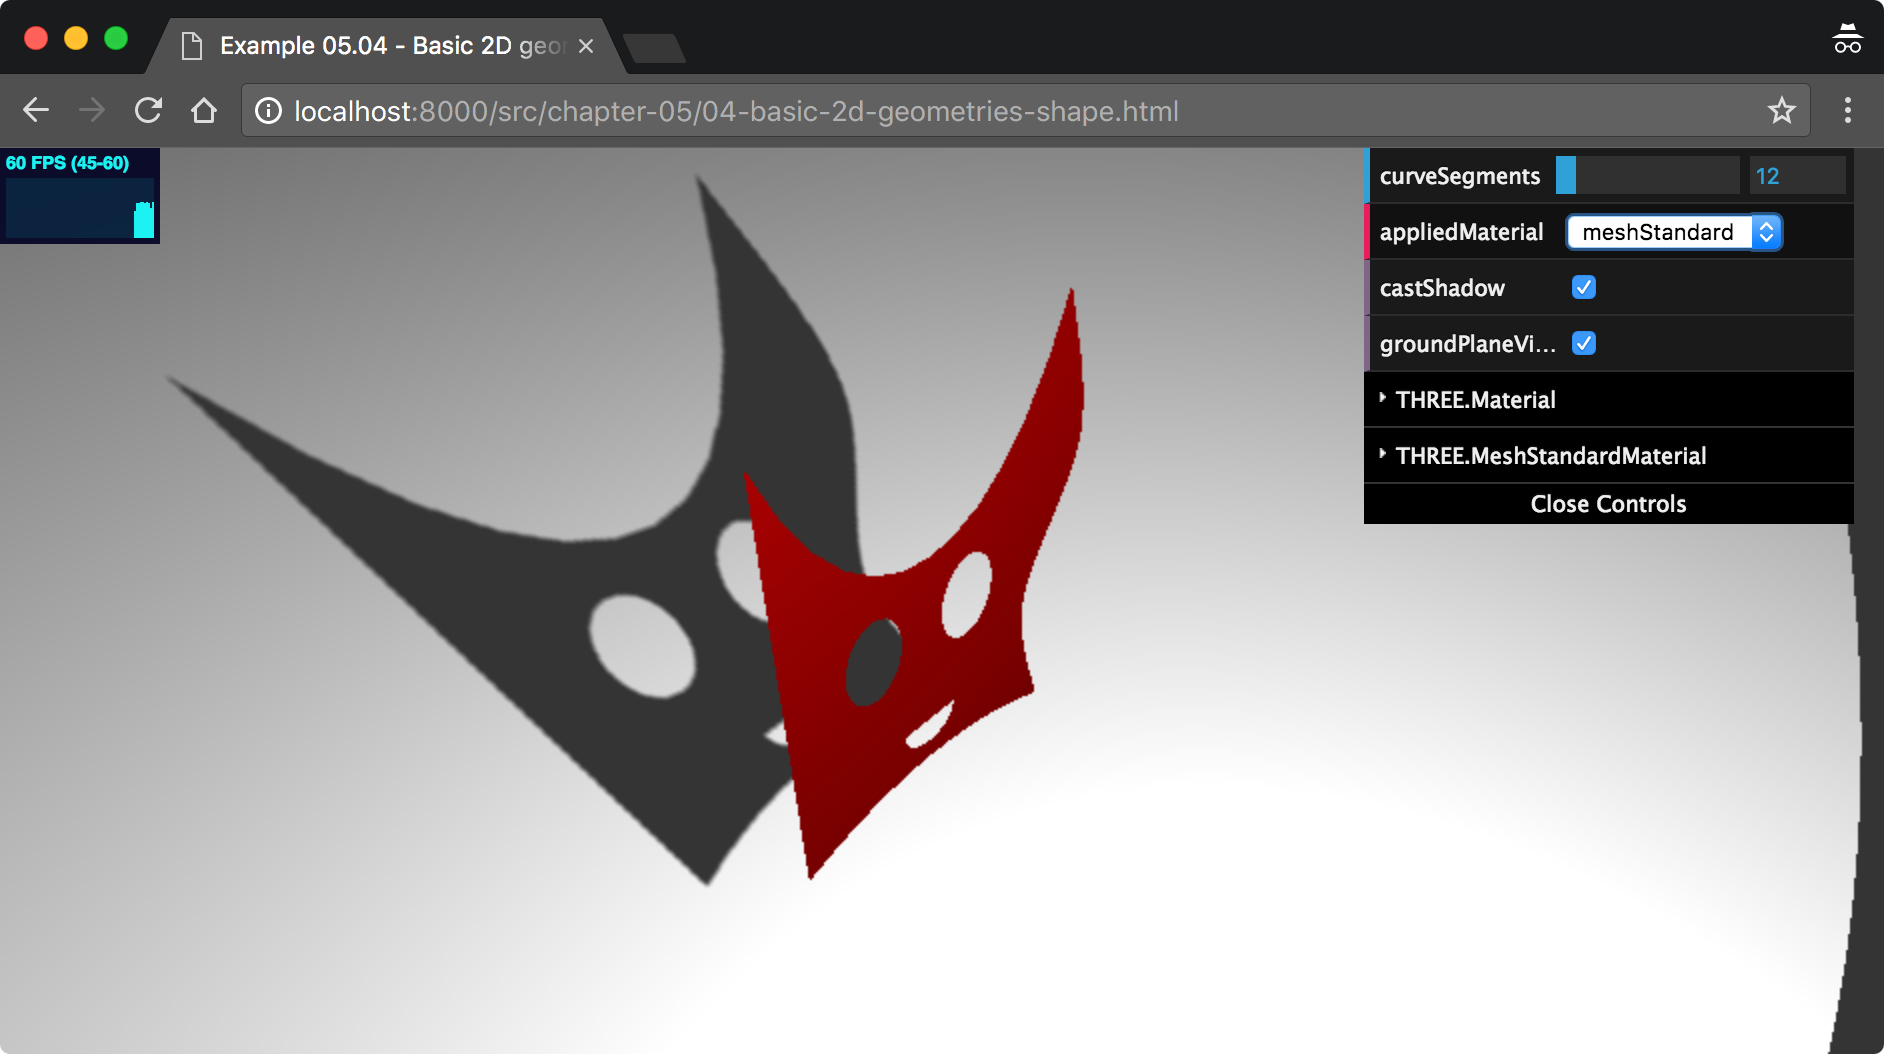 Example 05.04 - Basic 2D geor
localhost:8000/src/chapter-05/04-basic-2d-geometries-shape.html
60 FPS (45-60)
curveSegments 12
appliedMaterial meshStandard
castShadow
groundPlaneVi...
THREE.Material
THREE.MeshStandardMaterial
Close Controls